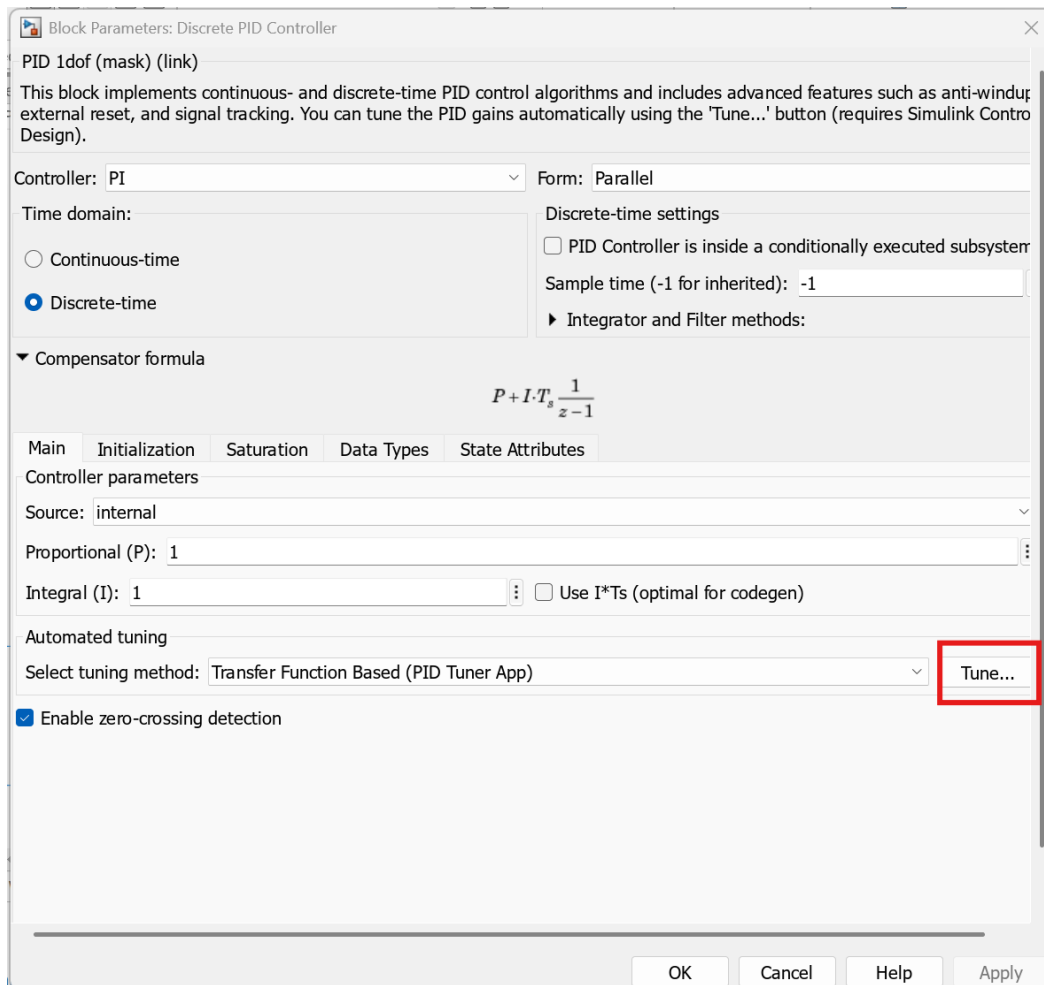 Block Parameters: Discrete PID Controller
PID 1dof (mask) (link)
This block implements continuous- and discrete-time PID control algorithms and includes advanced features such as anti-windup
external reset, and signal tracking. You can tune the PID gains automatically using the 'Tune...' button (requires Simulink Contro
Design).
Controller: PI Form: Parallel
Time domain:
Continuous-time
Discrete-time
Discrete-time settings
PID Controller is inside a conditionally executed subsystem
Sample time (-1 for inherited): -1
Integrator and Filter methods:
Compensator formula
P + I·T_s 1/(z−1)
Main Initialization Saturation Data Types State Attributes
Controller parameters
Source: internal
Proportional (P): 1
Integral (I): 1 Use I*Ts (optimal for codegen)
Automated tuning
Select tuning method: Transfer Function Based (PID Tuner App) Tune...
Enable zero-crossing detection
OK Cancel Help Apply